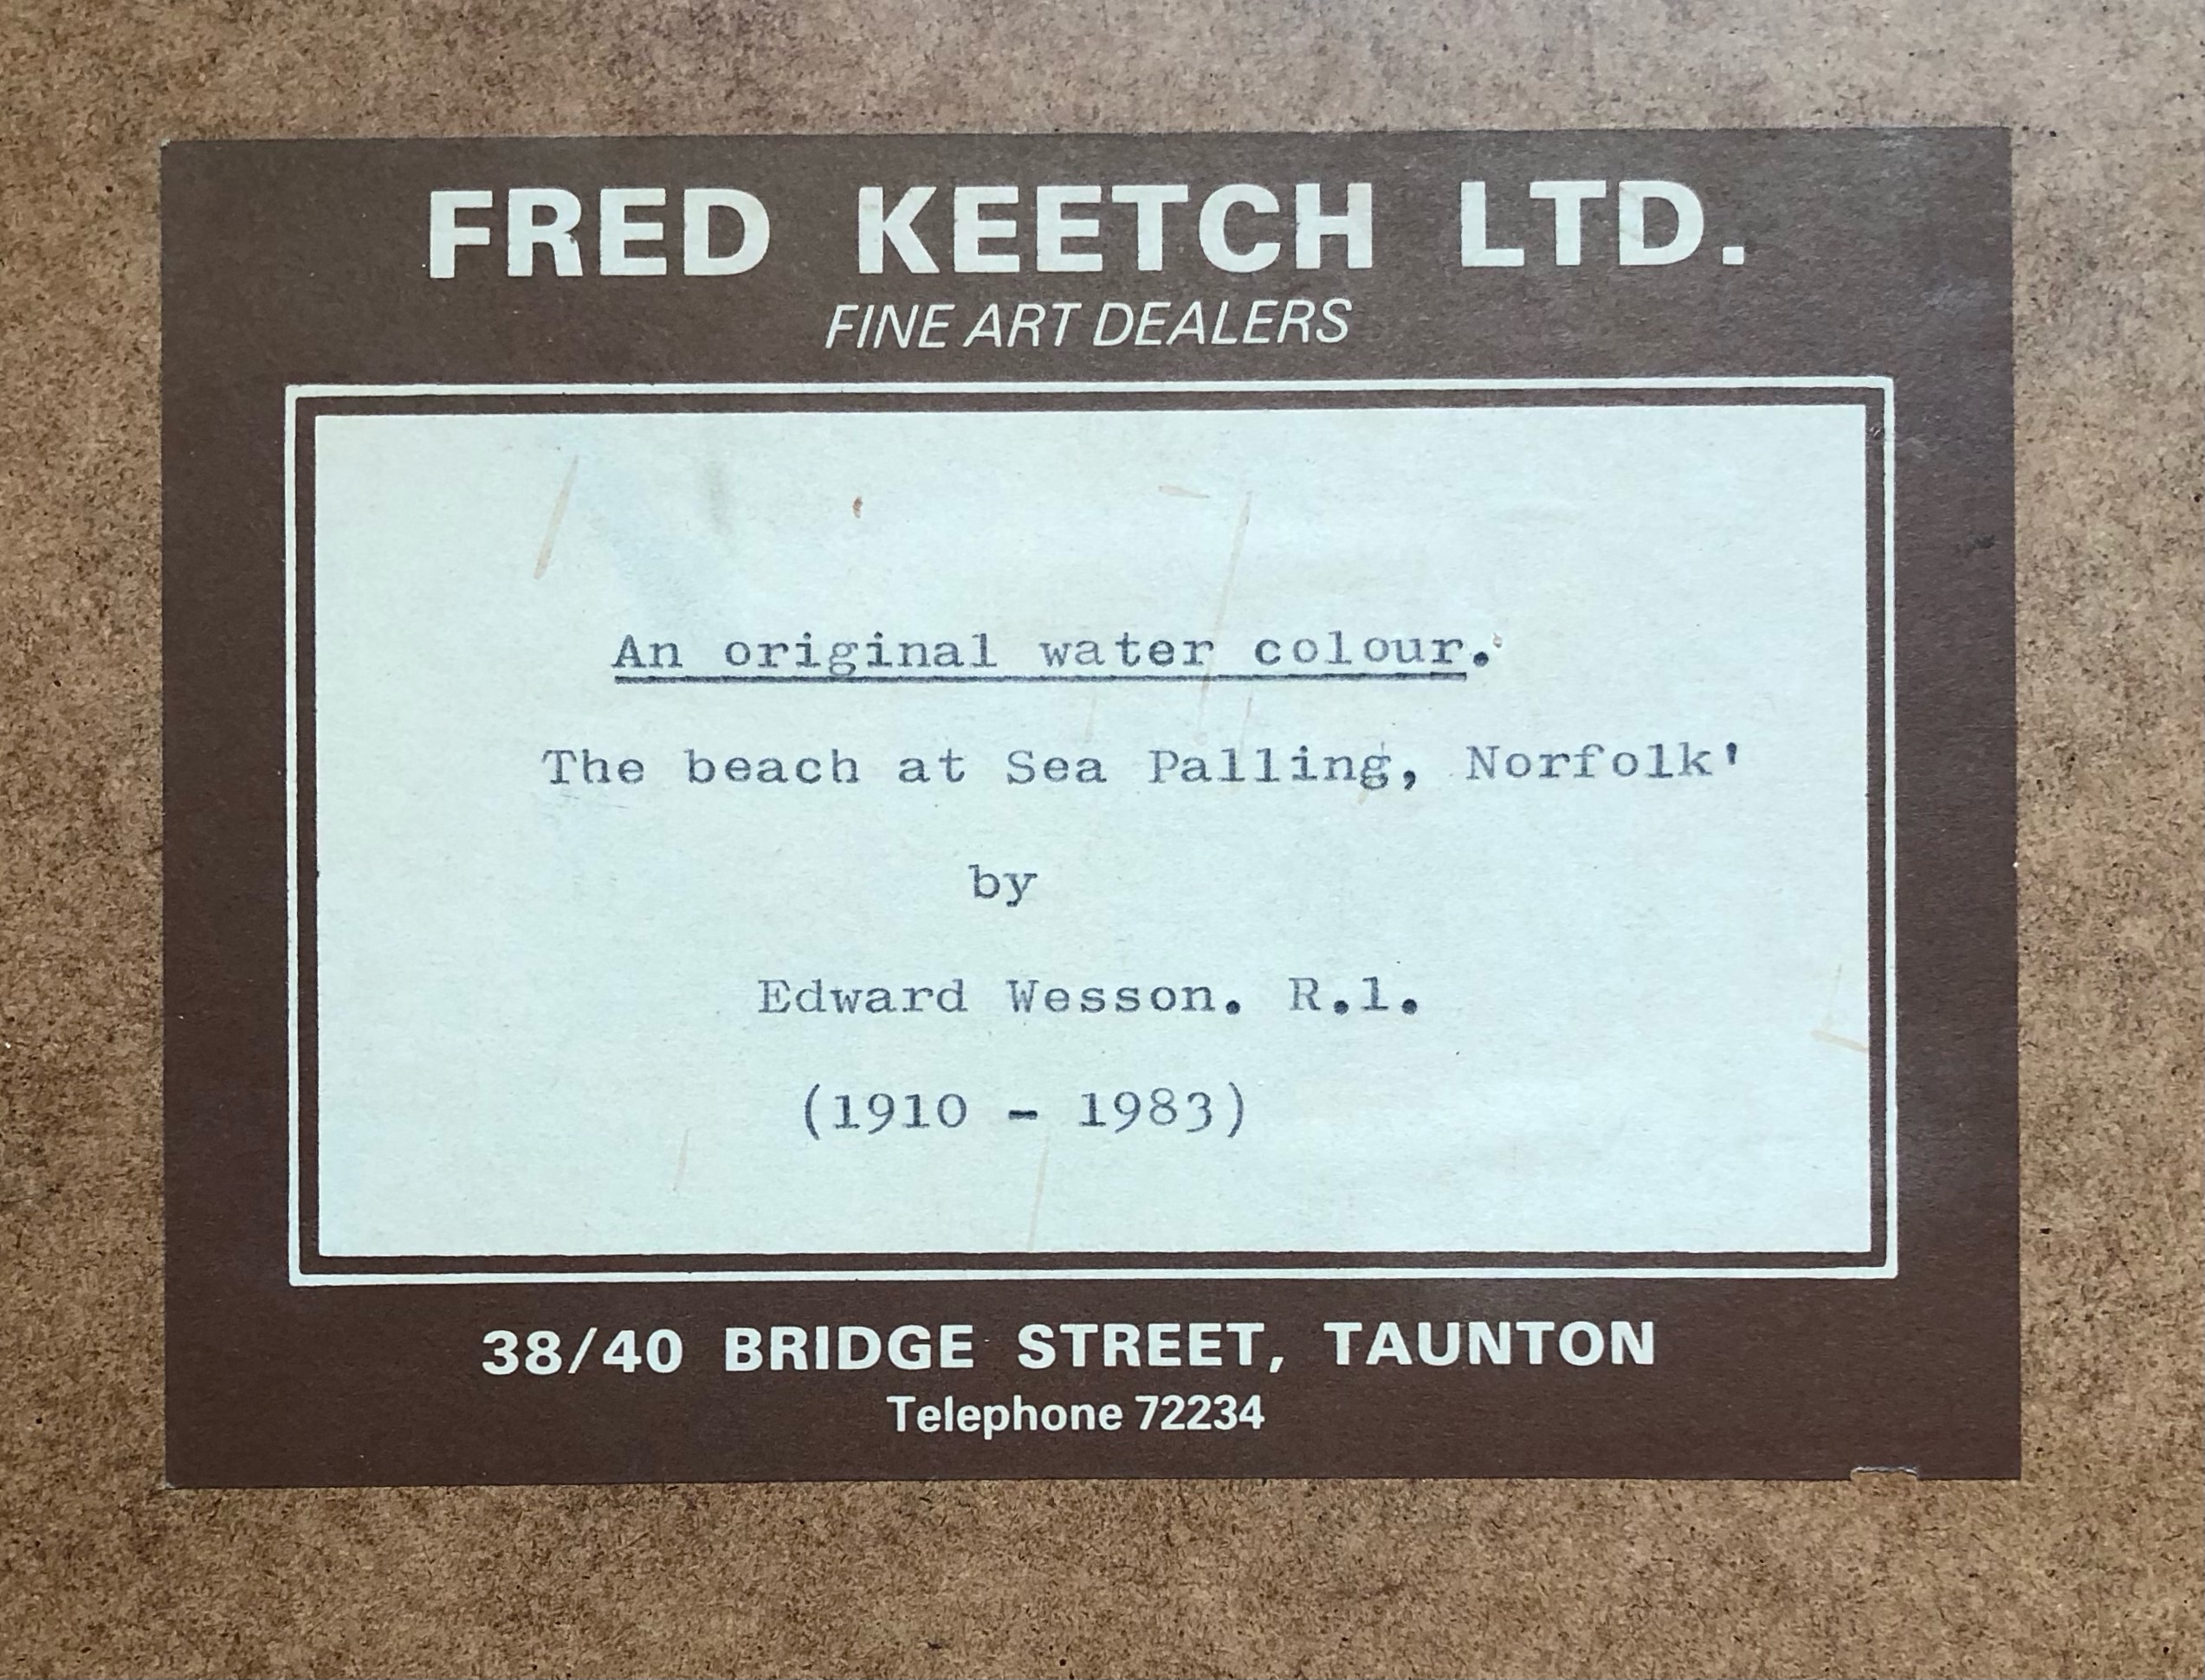 FRED KEETCH LTD.
FINE ART DEALERS
An original water colour.
The beach at Sea Palling, Norfolk'
by
Edward Wesson. R.l.
(1910 - 1983)
38/40 BRIDGE STREET, TAUNTON
Telephone 72234